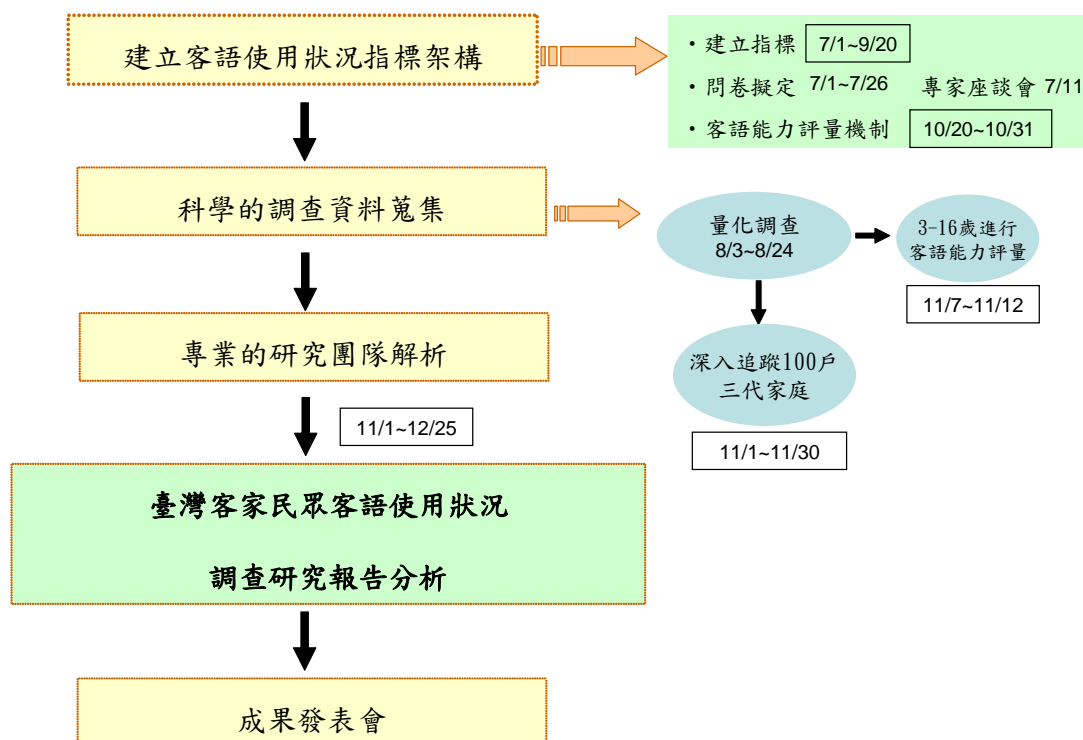 建立客語使用狀況指標架構
・建立指標 7/1~9/20
・問卷擬定 7/1~7/26 專家座談會 7/11
・客語能力評量機制 10/20~10/31
科學的調查資料蒐集
量化調查
8/3~8/24
3-16歲進行
客語能力評量
11/7~11/12
專業的研究團隊解析
深入追蹤100戶
三代家庭
11/1~11/30
11/1~12/25
臺灣客家民眾客語使用狀況
調查研究報告分析
成果發表會